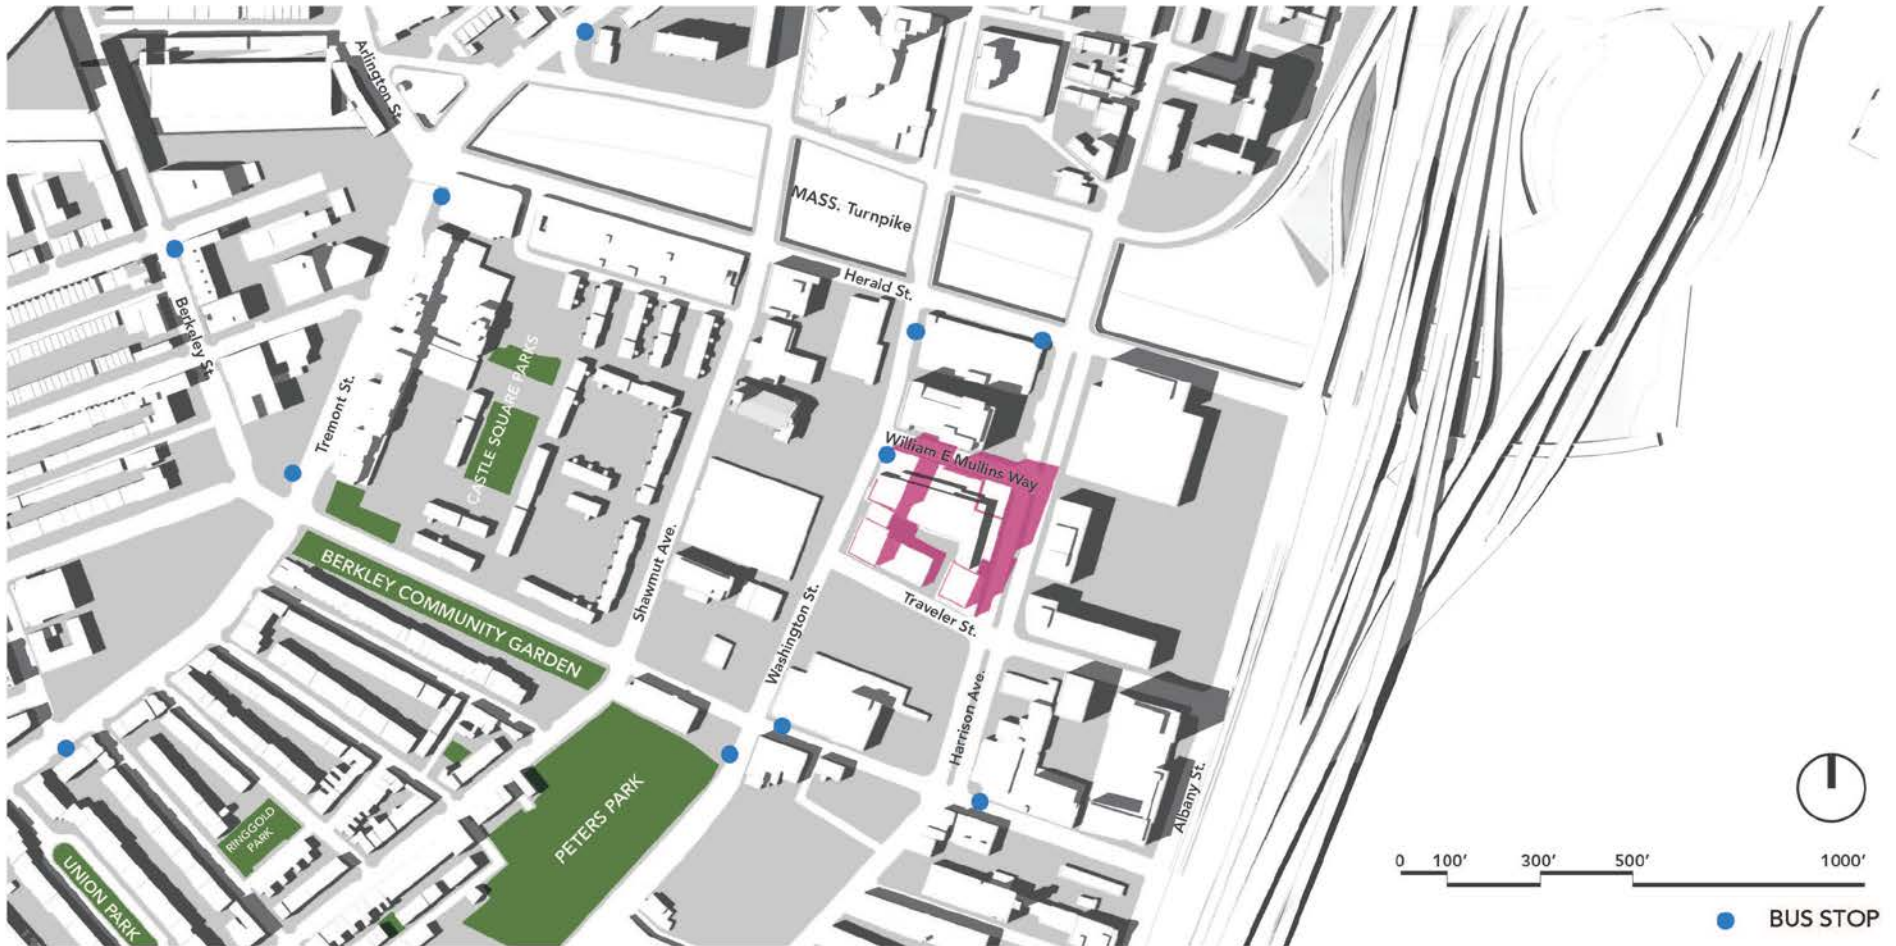 Arlington St.
MASS. Turnpike
Herald St.
Berkeley St.
Tremont St.
CASTLE SQUARE PARKS
William E Mullins Way
Shawmut Ave.
BERKLEY COMMUNITY GARDEN
Traveler St.
Washington St.
Harrison Ave.
Albany St.
PETERS PARK
RINGGOLD
PARK
UNION PARK
0 100' 300' 500' 1000'
BUS STOP